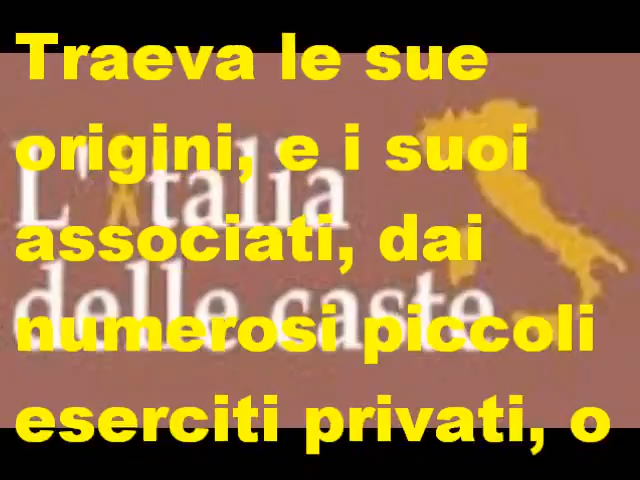 Traeva le sue
origini, e i suoi
associati, dai
numerosi piccoli
eserciti privati, o
L'Italia
delle caste